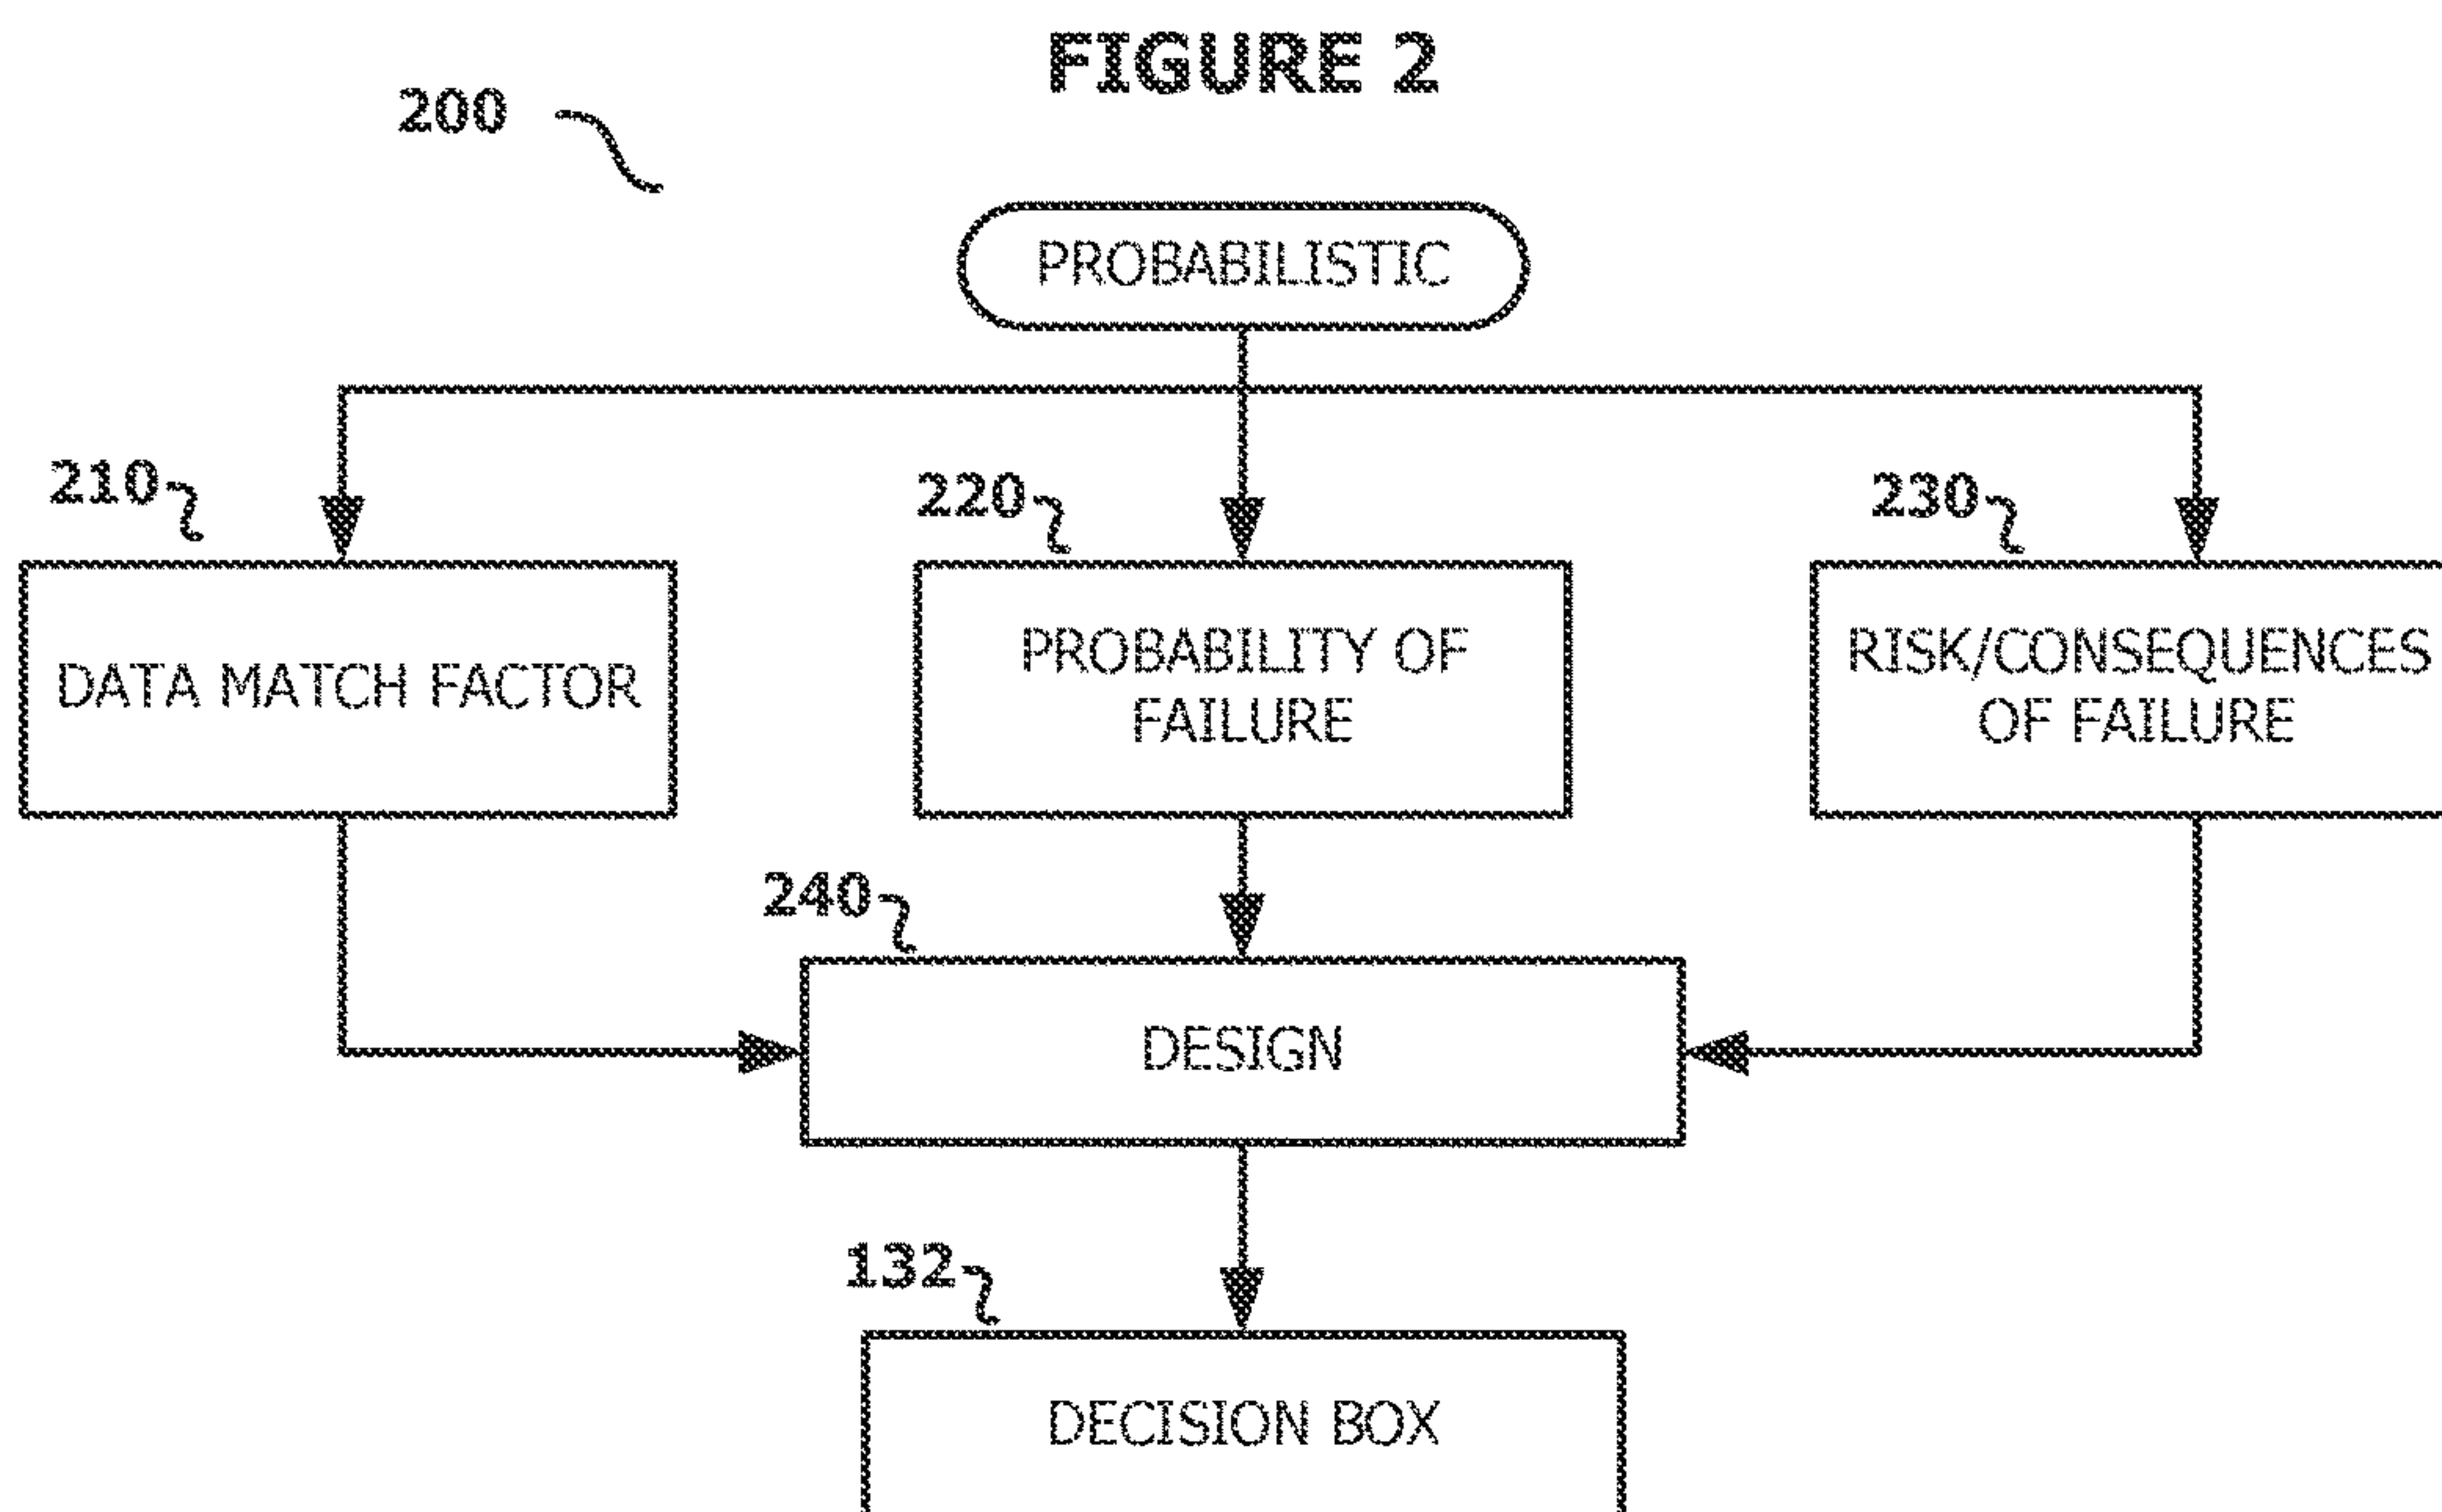 FIGURE 2
200
PROBABILISTIC
210
220
230
DATA MATCH FACTOR
PROBABILITY OF
FAILURE
RISK/CONSEQUENCES
OF FAILURE
240
DESIGN
132
DECISION BOX